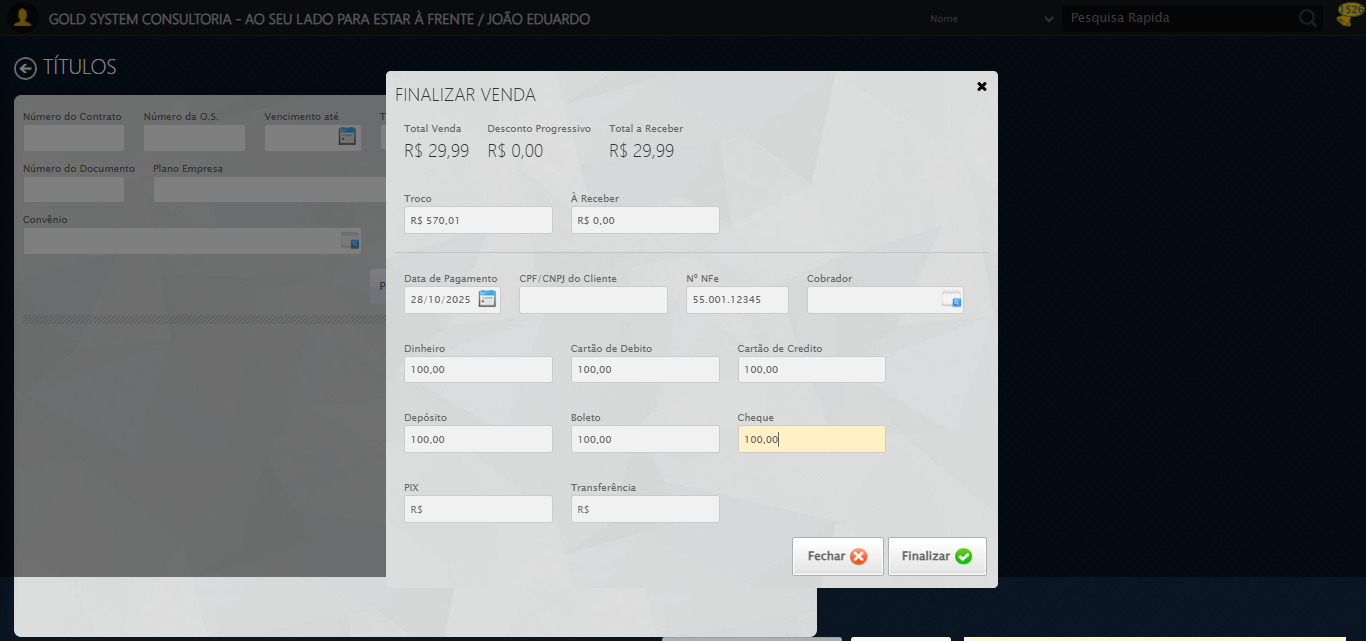 GOLD SYSTEM CONSULTORIA - AO SEU LADO PARA ESTAR À FRENTE / JOÃO EDUARDO
Nome
Pesquisa Rapida
1526
TÍTULOS
Número do Contrato
Número da O.S.
Vencimento até
T
Número do Documento
Plano Empresa
Convênio
P
FINALIZAR VENDA
Total Venda
Desconto Progressivo
Total a Receber
R$ 29,99
R$ 0,00
R$ 29,99
Troco
À Receber
R$ 570,01
R$ 0,00
Data de Pagamento
CPF/CNPJ do Cliente
Nº NFe
Cobrador
28/10/2025
55.001.12345
Dinheiro
Cartão de Debito
Cartão de Credito
100,00
100,00
100,00
Depósito
Boleto
Cheque
100,00
100,00
100,00
PIX
Transferência
R$
R$
Fechar
Finalizar